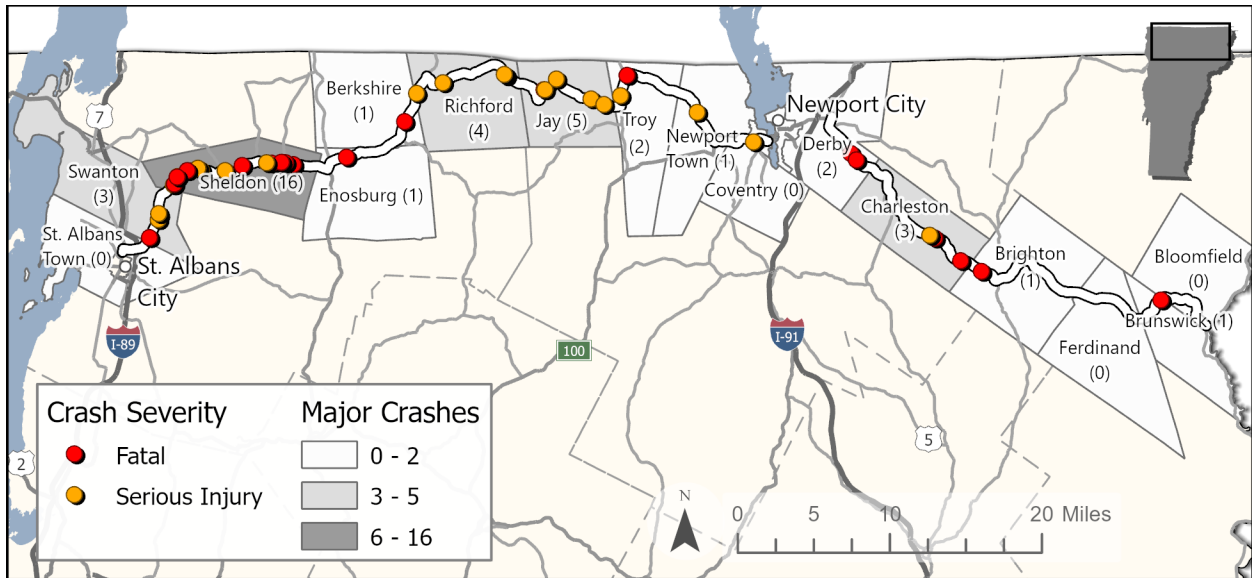 7
Berkshire
(1)
Richford
(4)
Jay (5)
Troy
(2)
Newport
Town (1)
Newport City
Derby
(2)
Coventry (0)
Swanton
(3)
Sheldon (16)
Enosburg (1)
St. Albans
Town (0)
St. Albans
City
Charleston
(3)
Brighton
(1)
Bloomfield
(0)
Brunswick (1)
Ferdinand
(0)
I-89
100
I-91
5
2
Crash Severity
Fatal
Serious Injury
Major Crashes
0 - 2
3 - 5
6 - 16
N
0
5
10
20 Miles